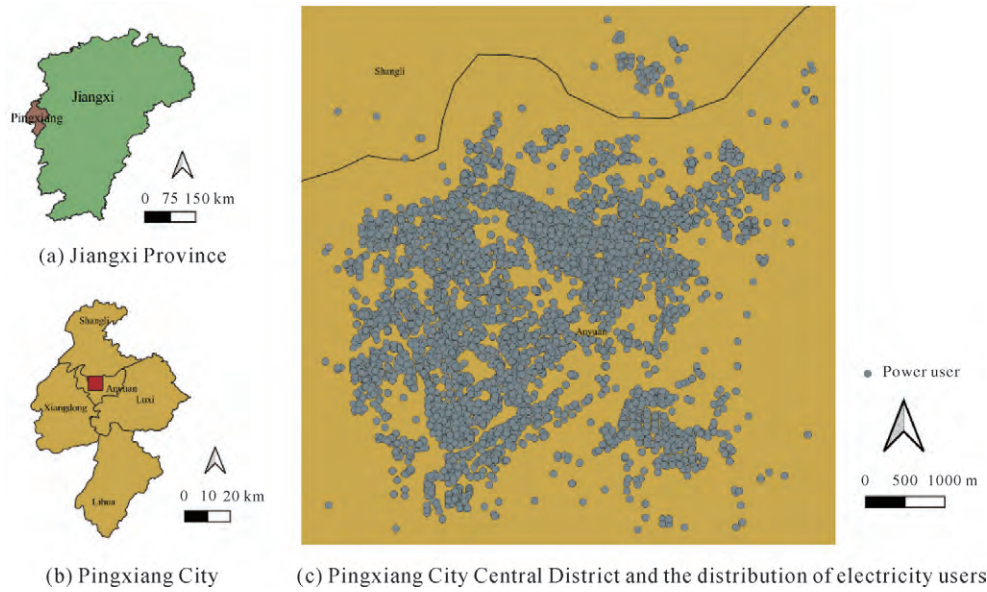 Jiangxi
Pingxiang
0 75 150 km
(a) Jiangxi Province
Shangli
Anyuan
Xiangdong
Luxi
Lihua
0 10 20 km
(b) Pingxiang City
Shangli
Anyuan
Power user
0 500 1000 m
(c) Pingxiang City Central District and the distribution of electricity users